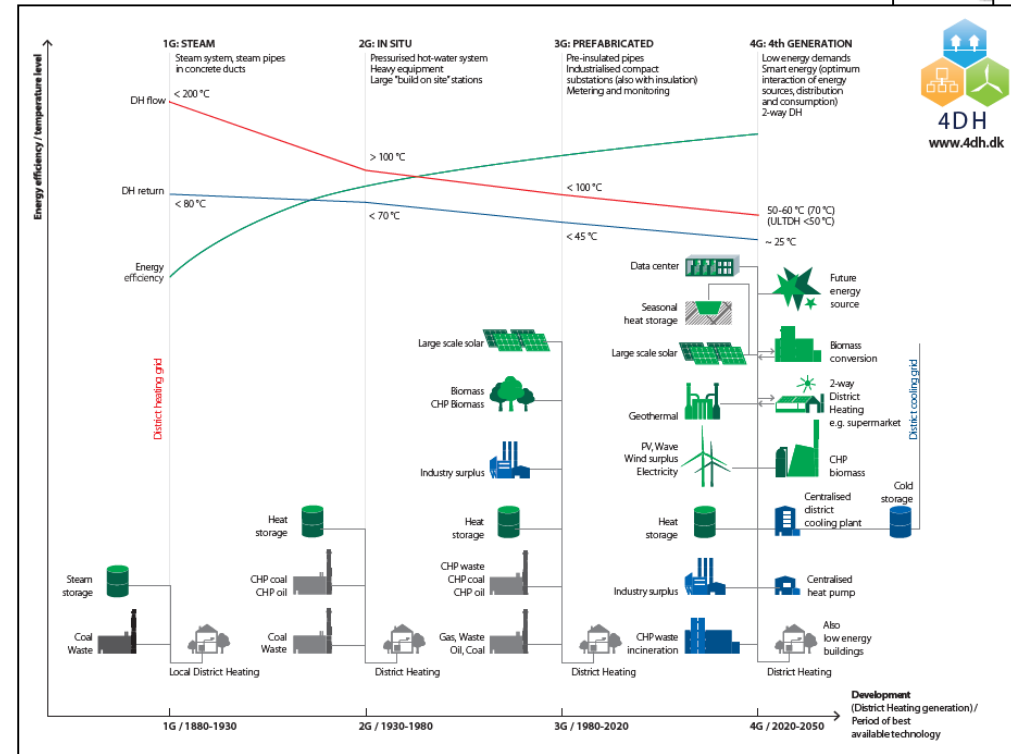 1G: STEAM
Steam system, steam pipes
in concrete ducts
2G: IN SITU
Pressurised hot-water system
Heavy equipment
Large "build on site" stations
3G: PREFABRICATED
Pre-insulated pipes
Industrialised compact
substations (also with insulation)
Metering and monitoring
4G: 4th GENERATION
Low energy demands
Smart energy (optimum
interaction of energy
sources, distribution
and consumption)
2-way DH
4DH
www.4dh.dk
Energy efficiency / temperature level
DH flow
< 200 °C
> 100 °C
< 100 °C
50-60 °C (70 °C)
(ULTDH <50 °C)
DH return
< 80 °C
< 70 °C
< 45 °C
~ 25 °C
Energy
efficiency
District heating grid
District cooling grid
Data center
Future
energy
source
Seasonal
heat storage
Large scale solar
Large scale solar
Biomass
conversion
Biomass
CHP Biomass
Geothermal
2-way
District
Heating
e.g. supermarket
Industry surplus
PV, Wave
Wind surplus
Electricity
CHP
biomass
Cold
storage
Heat
storage
Heat
storage
Heat
storage
Centralised
district
cooling plant
Steam
storage
CHP coal
CHP oil
CHP waste
CHP coal
CHP oil
Industry surplus
Centralised
heat pump
Coal
Waste
Coal
Waste
Gas, Waste
Oil, Coal
CHP waste
incineration
Also
low energy
buildings
Local District Heating
District Heating
District Heating
District Heating
Development
(District Heating generation) /
Period of best
available technology
1G / 1880-1930
2G / 1930-1980
3G / 1980-2020
4G / 2020-2050